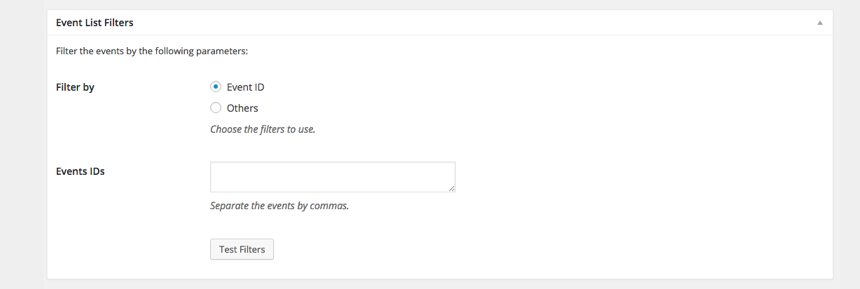 Event List Filters
Filter the events by the following parameters:
Filter by
Event ID
Others
Choose the filters to use.
Events IDs
Separate the events by commas.
Test Filters